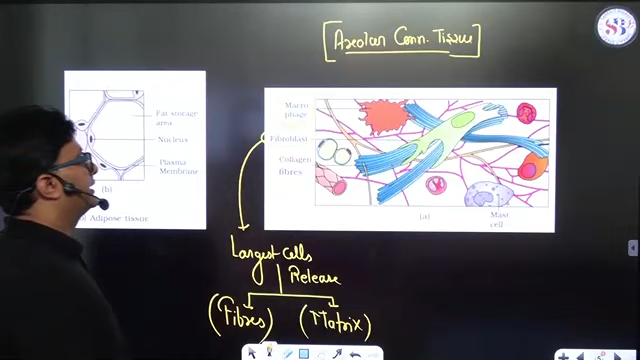 [Areolar Conn. Tissue]
SB
Fat storage
area
Nucleus
Plasma
Membrane
(b)
Adipose tissue
Macro
phage
Fibroblast
Collagen
fibres
(a)
Mast
cell
Largest cells
Release
(Fibres)
(Matrix)